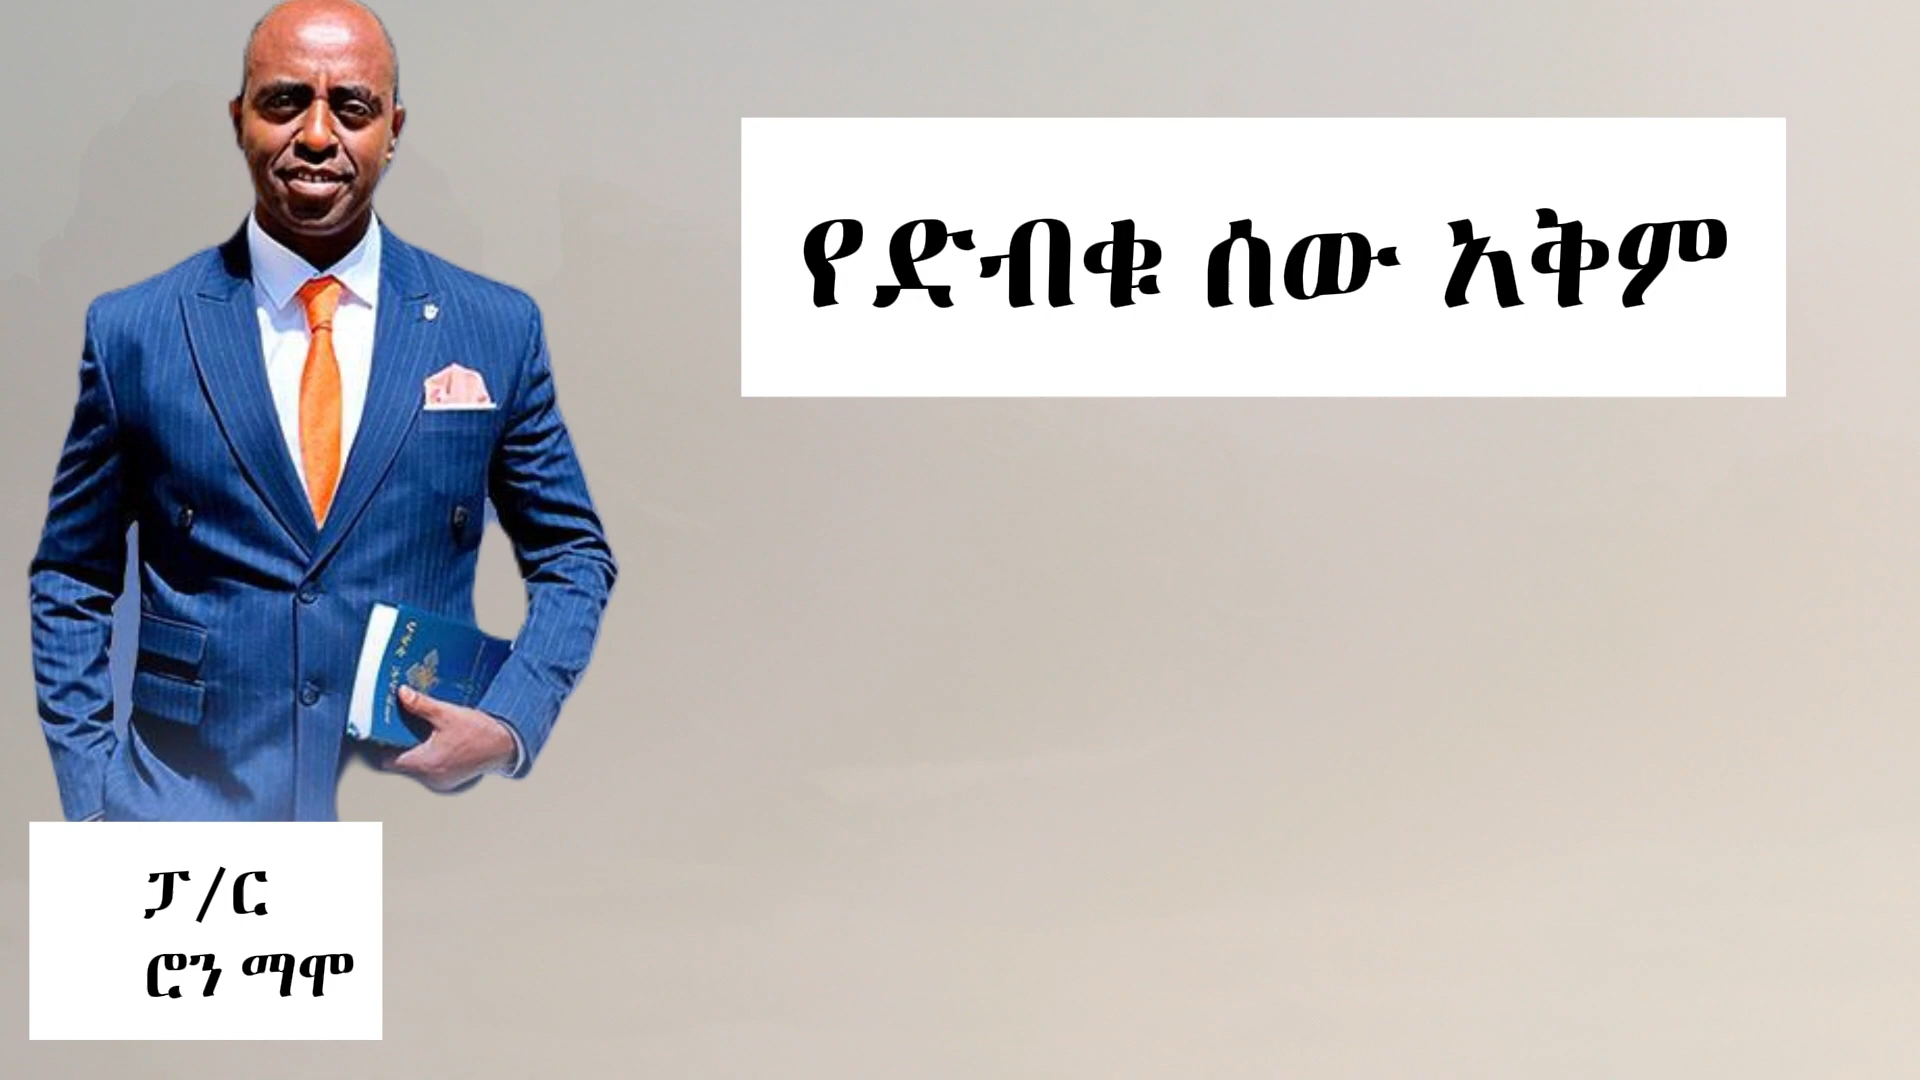 የድብቁ ሰው አቅም
ፓ/ር
ሮን ማሞ